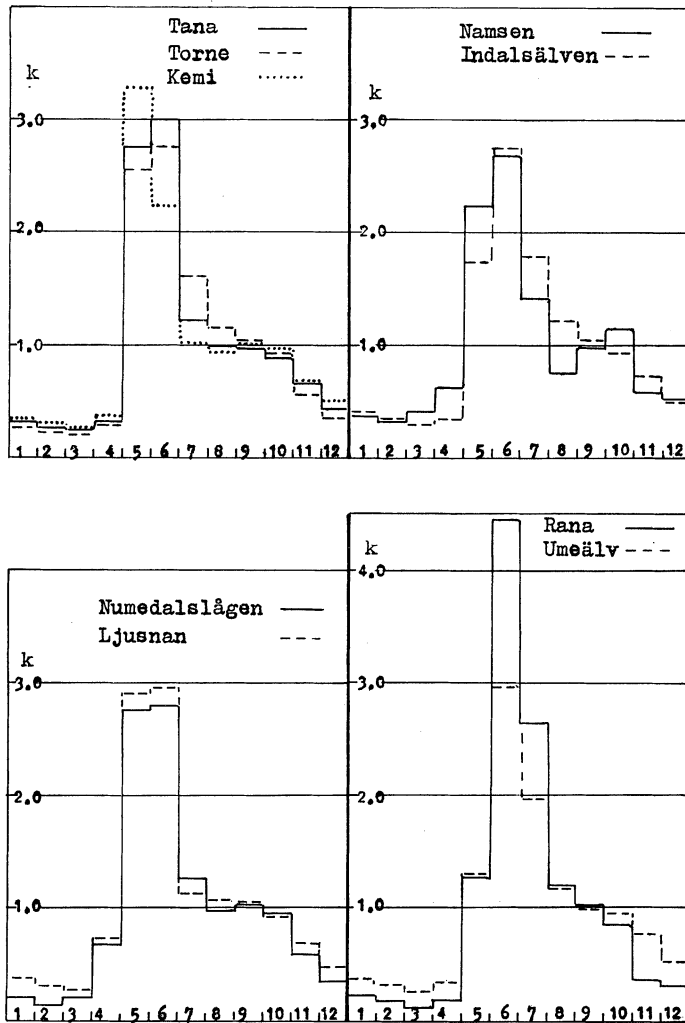 Tana
Torne
Kemi
k
3.0
2.0
1.0
1 2 3 4 5 6 7 8 9 10 11 12
Namsen
Indalsälven
k
3.0
2.0
1.0
1 2 3 4 5 6 7 8 9 10 11 12
Numedalslågen
Ljusnan
k
3.0
2.0
1.0
1 2 3 4 5 6 7 8 9 10 11 12
Rana
Umeälv
k
4.0
3.0
2.0
1.0
1 2 3 4 5 6 7 8 9 10 11 12